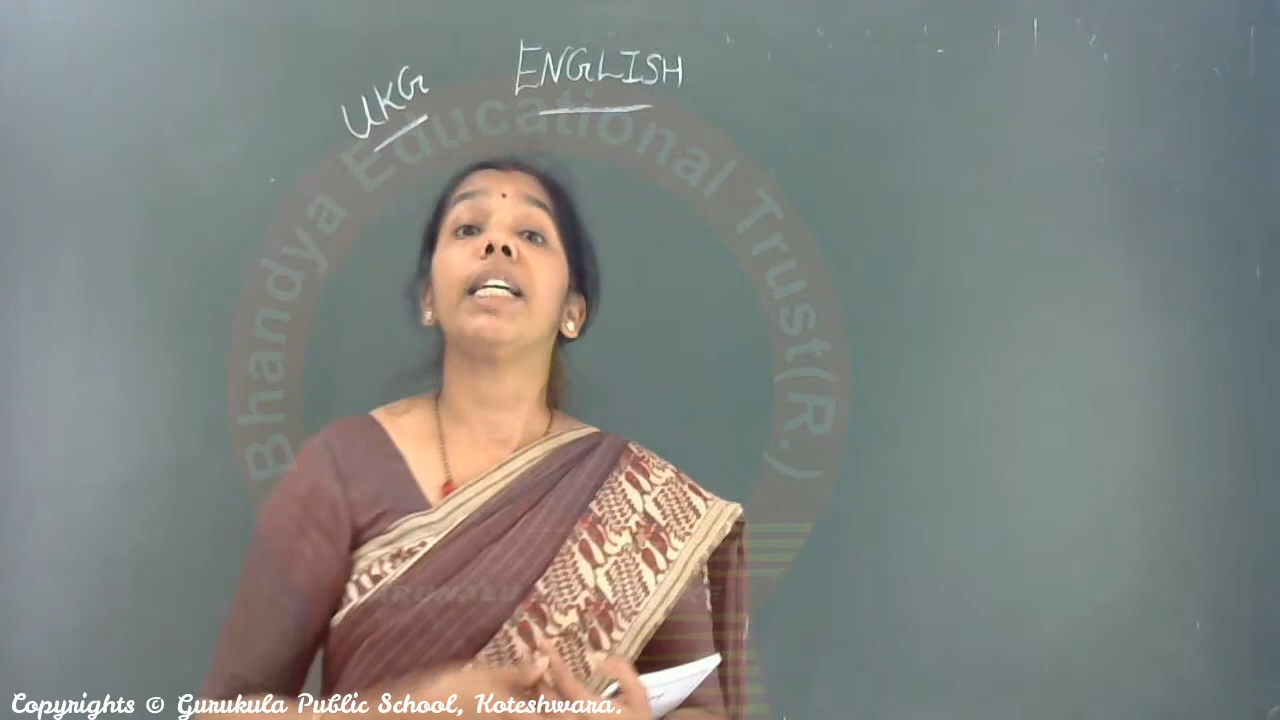 UKG ENGLISH
Bhandya Educational Trust(R.)
Copyrights © Gurukula Public School, Koteshwara.